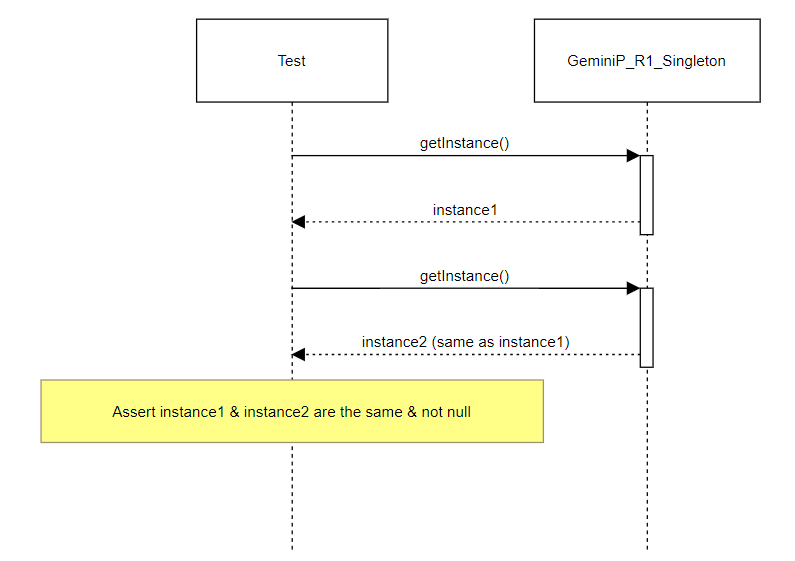 Test
GeminiP_R1_Singleton
getInstance()
instance1
getInstance()
instance2 (same as instance1)
Assert instance1 & instance2 are the same & not null